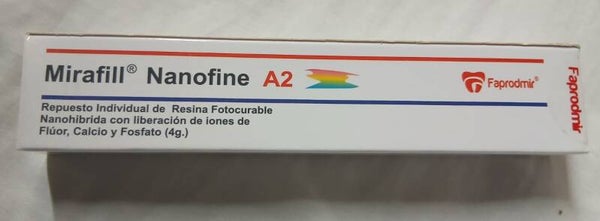 Mirafill® Nanofine A2
Faprodmir®
Repuesto Individual de Resina Fotocurable
Nanohíbrida con liberación de iones de
Flúor, Calcio y Fosfato (4g.)
Faprodmir